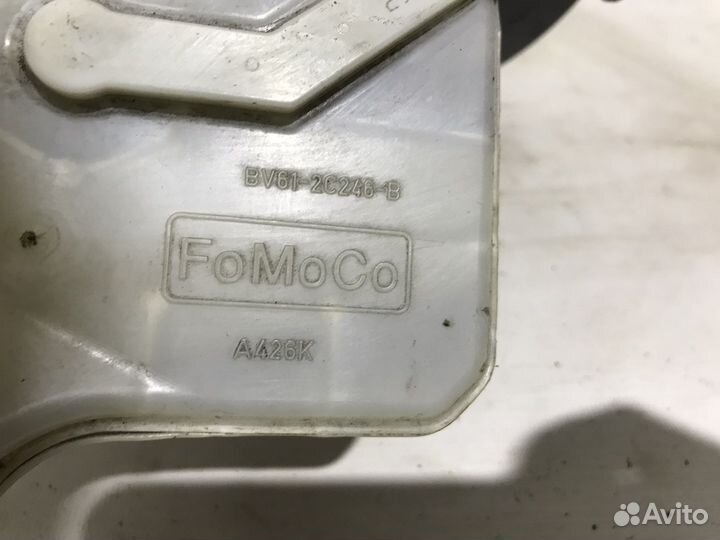 BV61-2C246-B
FoMoCo
A426K
Avito